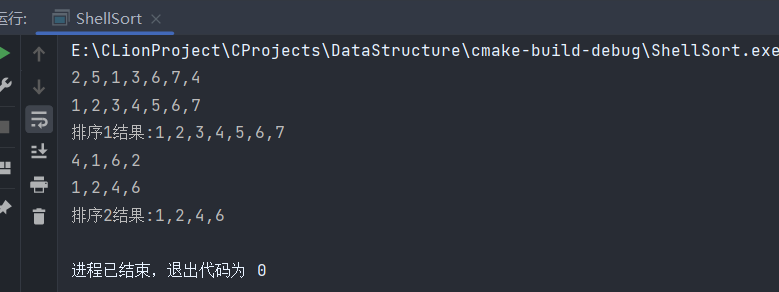 运行:
ShellSort
E:\CLionProject\CProjects\DataStructure\cmake-build-debug\ShellSort.exe
2,5,1,3,6,7,4
1,2,3,4,5,6,7
排序1结果:1,2,3,4,5,6,7
4,1,6,2
1,2,4,6
排序2结果:1,2,4,6
进程已结束，退出代码为 0